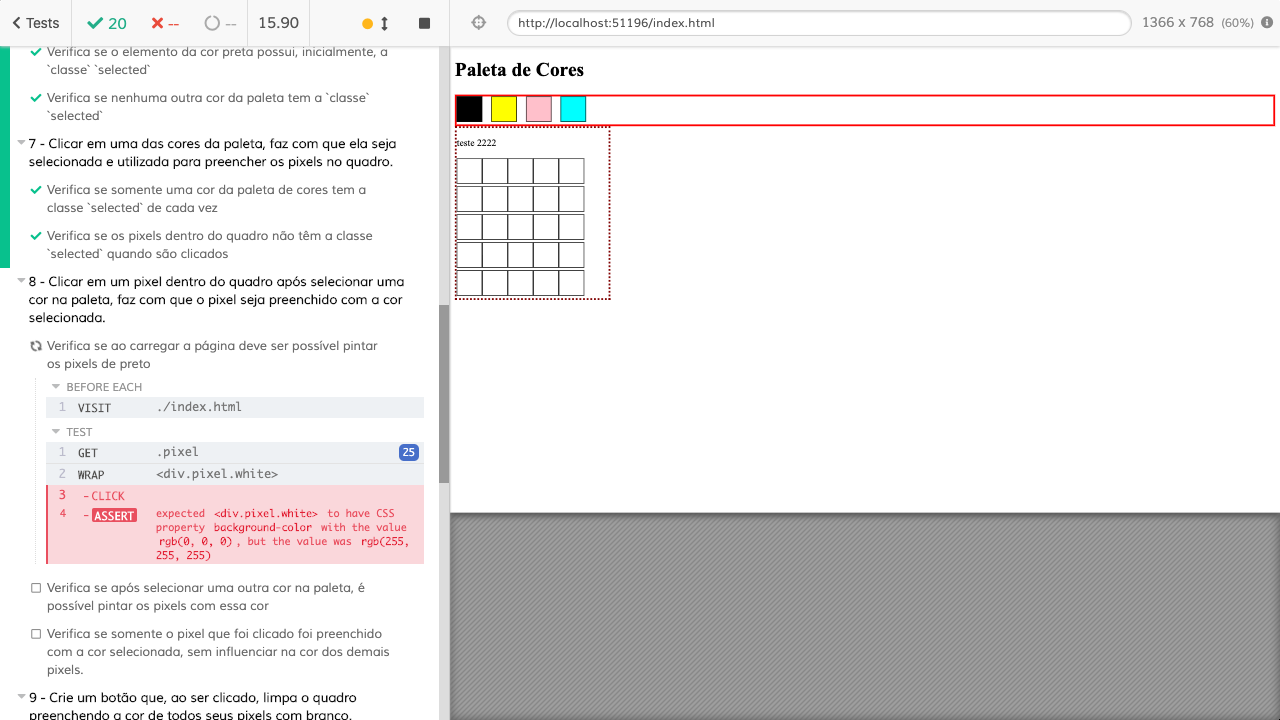 Tests
20
--
--
15.90
http://localhost:51196/index.html
1366 x 768 (60%)
Verifica se o elemento da cor preta possui, inicialmente, a
`classe` `selected`
Verifica se nenhuma outra cor da paleta tem a `classe`
`selected`
7 - Clicar em uma das cores da paleta, faz com que ela seja
selecionada e utilizada para preencher os pixels no quadro.
Verifica se somente uma cor da paleta de cores tem a
classe `selected` de cada vez
Verifica se os pixels dentro do quadro não têm a classe
`selected` quando são clicados
8 - Clicar em um pixel dentro do quadro após selecionar uma
cor na paleta, faz com que o pixel seja preenchido com a cor
selecionada.
Verifica se ao carregar a página deve ser possível pintar
os pixels de preto
BEFORE EACH
1 VISIT ./index.html
TEST
1 GET .pixel 25
2 WRAP <div.pixel.white>
3 -CLICK
4 -ASSERT expected <div.pixel.white> to have CSS
property background-color with the value
rgb(0, 0, 0), but the value was rgb(255,
255, 255)
Verifica se após selecionar uma outra cor na paleta, é
possível pintar os pixels com essa cor
Verifica se somente o pixel que foi clicado foi preenchido
com a cor selecionada, sem influenciar na cor dos demais
pixels.
9 - Crie um botão que, ao ser clicado, limpa o quadro
preenchendo a cor de todos seus pixels com branco.
Paleta de Cores
teste 2222